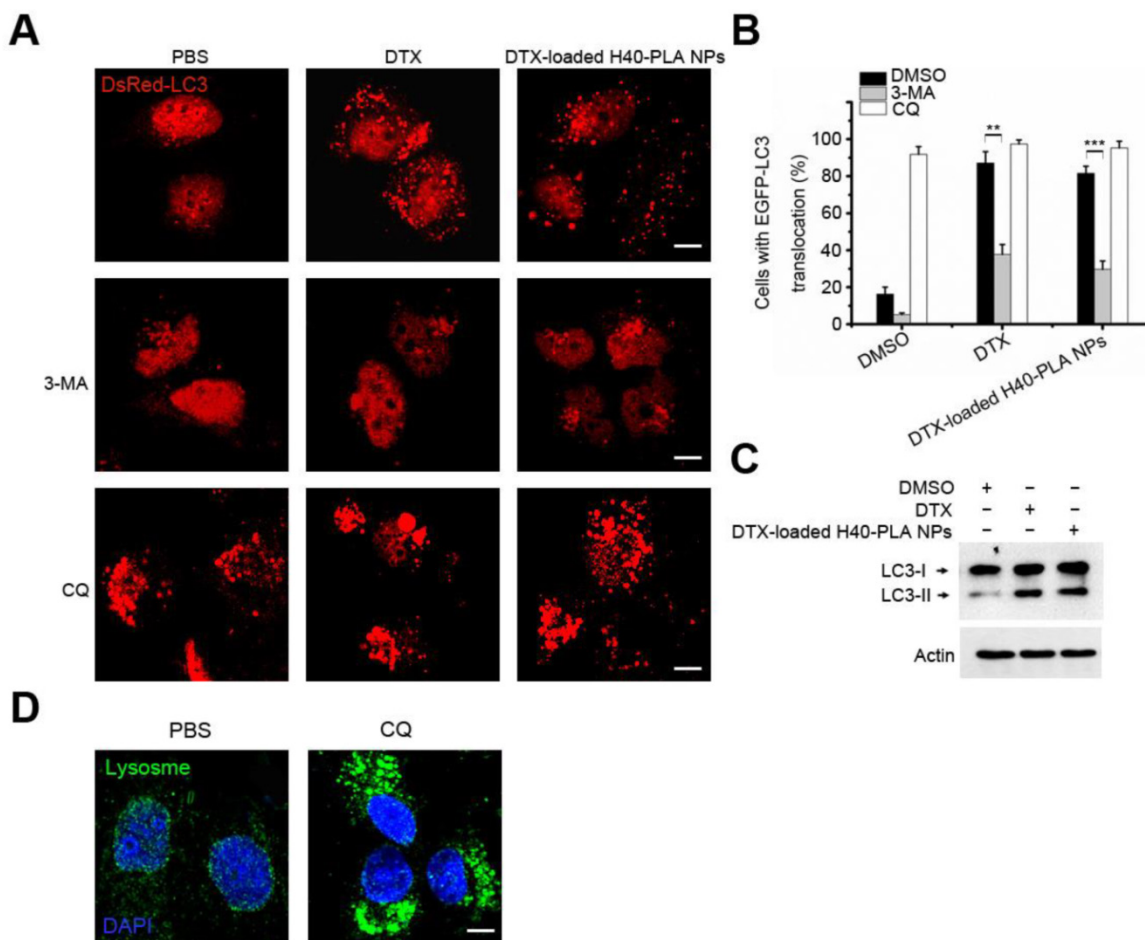 A
PBS DTX DTX-loaded H40-PLA NPs
DsRed-LC3
3-MA
CQ
B
DMSO
3-MA
CQ
Cells with EGFP-LC3
translocation (%)
100
80
60
40
20
0
** ***
DMSO DTX DTX-loaded H40-PLA NPs
C
DMSO + – –
DTX – + –
DTX-loaded H40-PLA NPs – – +
LC3-I
LC3-II
Actin
D
PBS CQ
Lysosme
DAPI